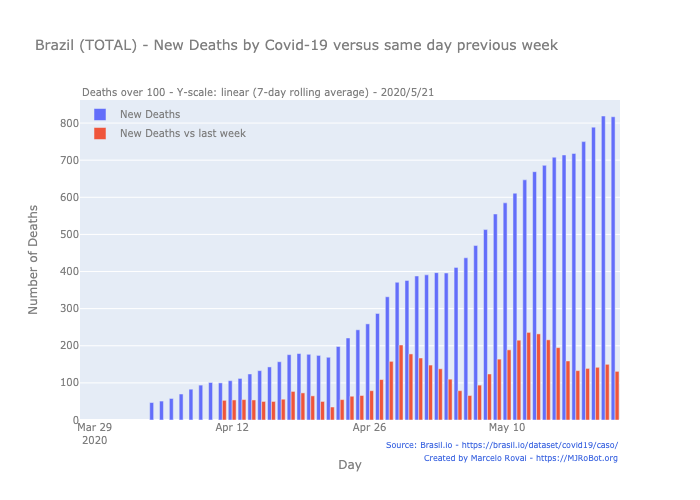 Brazil (TOTAL) - New Deaths by Covid-19 versus same day previous week
Deaths over 100 - Y-scale: linear (7-day rolling average) - 2020/5/21
New Deaths
New Deaths vs last week
800
700
600
500
400
300
200
100
0
Number of Deaths
Mar 29
2020
Apr 12
Apr 26
May 10
Day
Source: Brasil.io - https://brasil.io/dataset/covid19/caso/
Created by Marcelo Rovai - https://MJRoBot.org